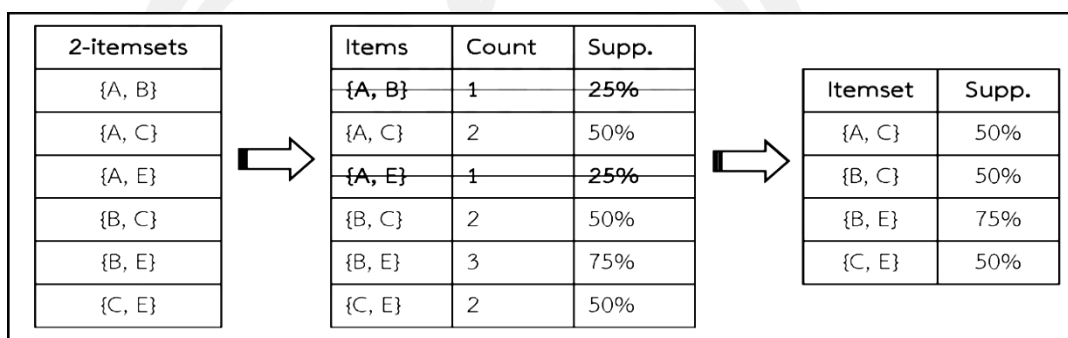 2-itemsets
{A, B}
{A, C}
{A, E}
{B, C}
{B, E}
{C, E}
Items Count Supp.
{A, B} 1 25%
{A, C} 2 50%
{A, E} 1 25%
{B, C} 2 50%
{B, E} 3 75%
{C, E} 2 50%
Itemset Supp.
{A, C} 50%
{B, C} 50%
{B, E} 75%
{C, E} 50%